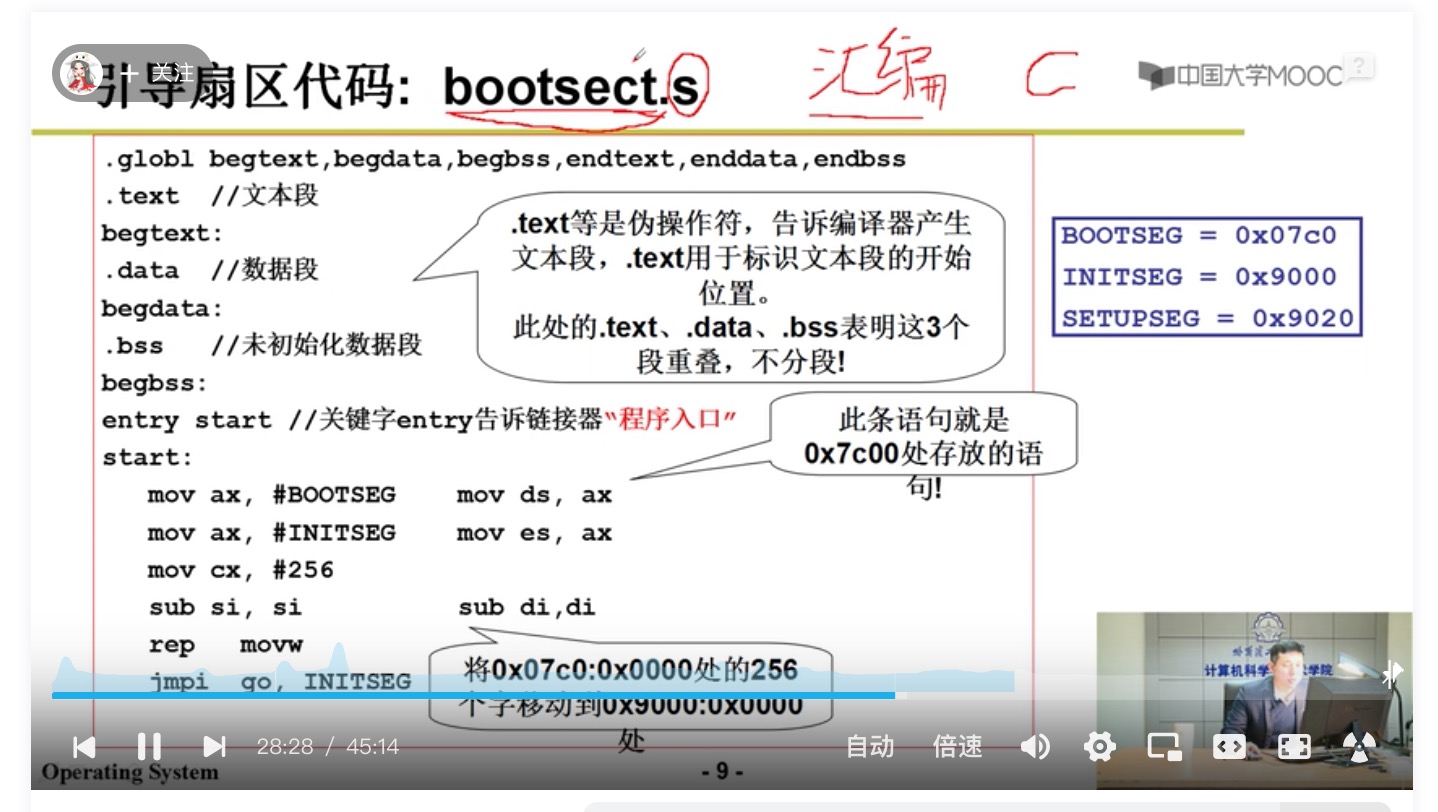 + 关注
引导扇区代码: bootsect.s
汇编 C
中国大学MOOC
?
.globl begtext,begdata,begbss,endtext,enddata,endbss
.text //文本段
begtext:
.data //数据段
begdata:
.bss //未初始化数据段
begbss:
entry start //关键字entry告诉链接器“程序入口”
start:
mov ax, #BOOTSEG mov ds, ax
mov ax, #INITSEG mov es, ax
mov cx, #256
sub si, si sub di,di
rep movw
jmpi go, INITSEG
.text等是伪操作符，告诉编译器产生
文本段，.text用于标识文本段的开始
位置。
此处的.text、.data、.bss表明这3个
段重叠，不分段!
此条语句就是
0x7c00处存放的语
句!
将0x07c0:0x0000处的256
个字移动到0x9000:0x0000
处
BOOTSEG = 0x07c0
INITSEG = 0x9000
SETUPSEG = 0x9020
计算机科学
术学院
28:28 / 45:14
自动 倍速
Operating System
- 9 -